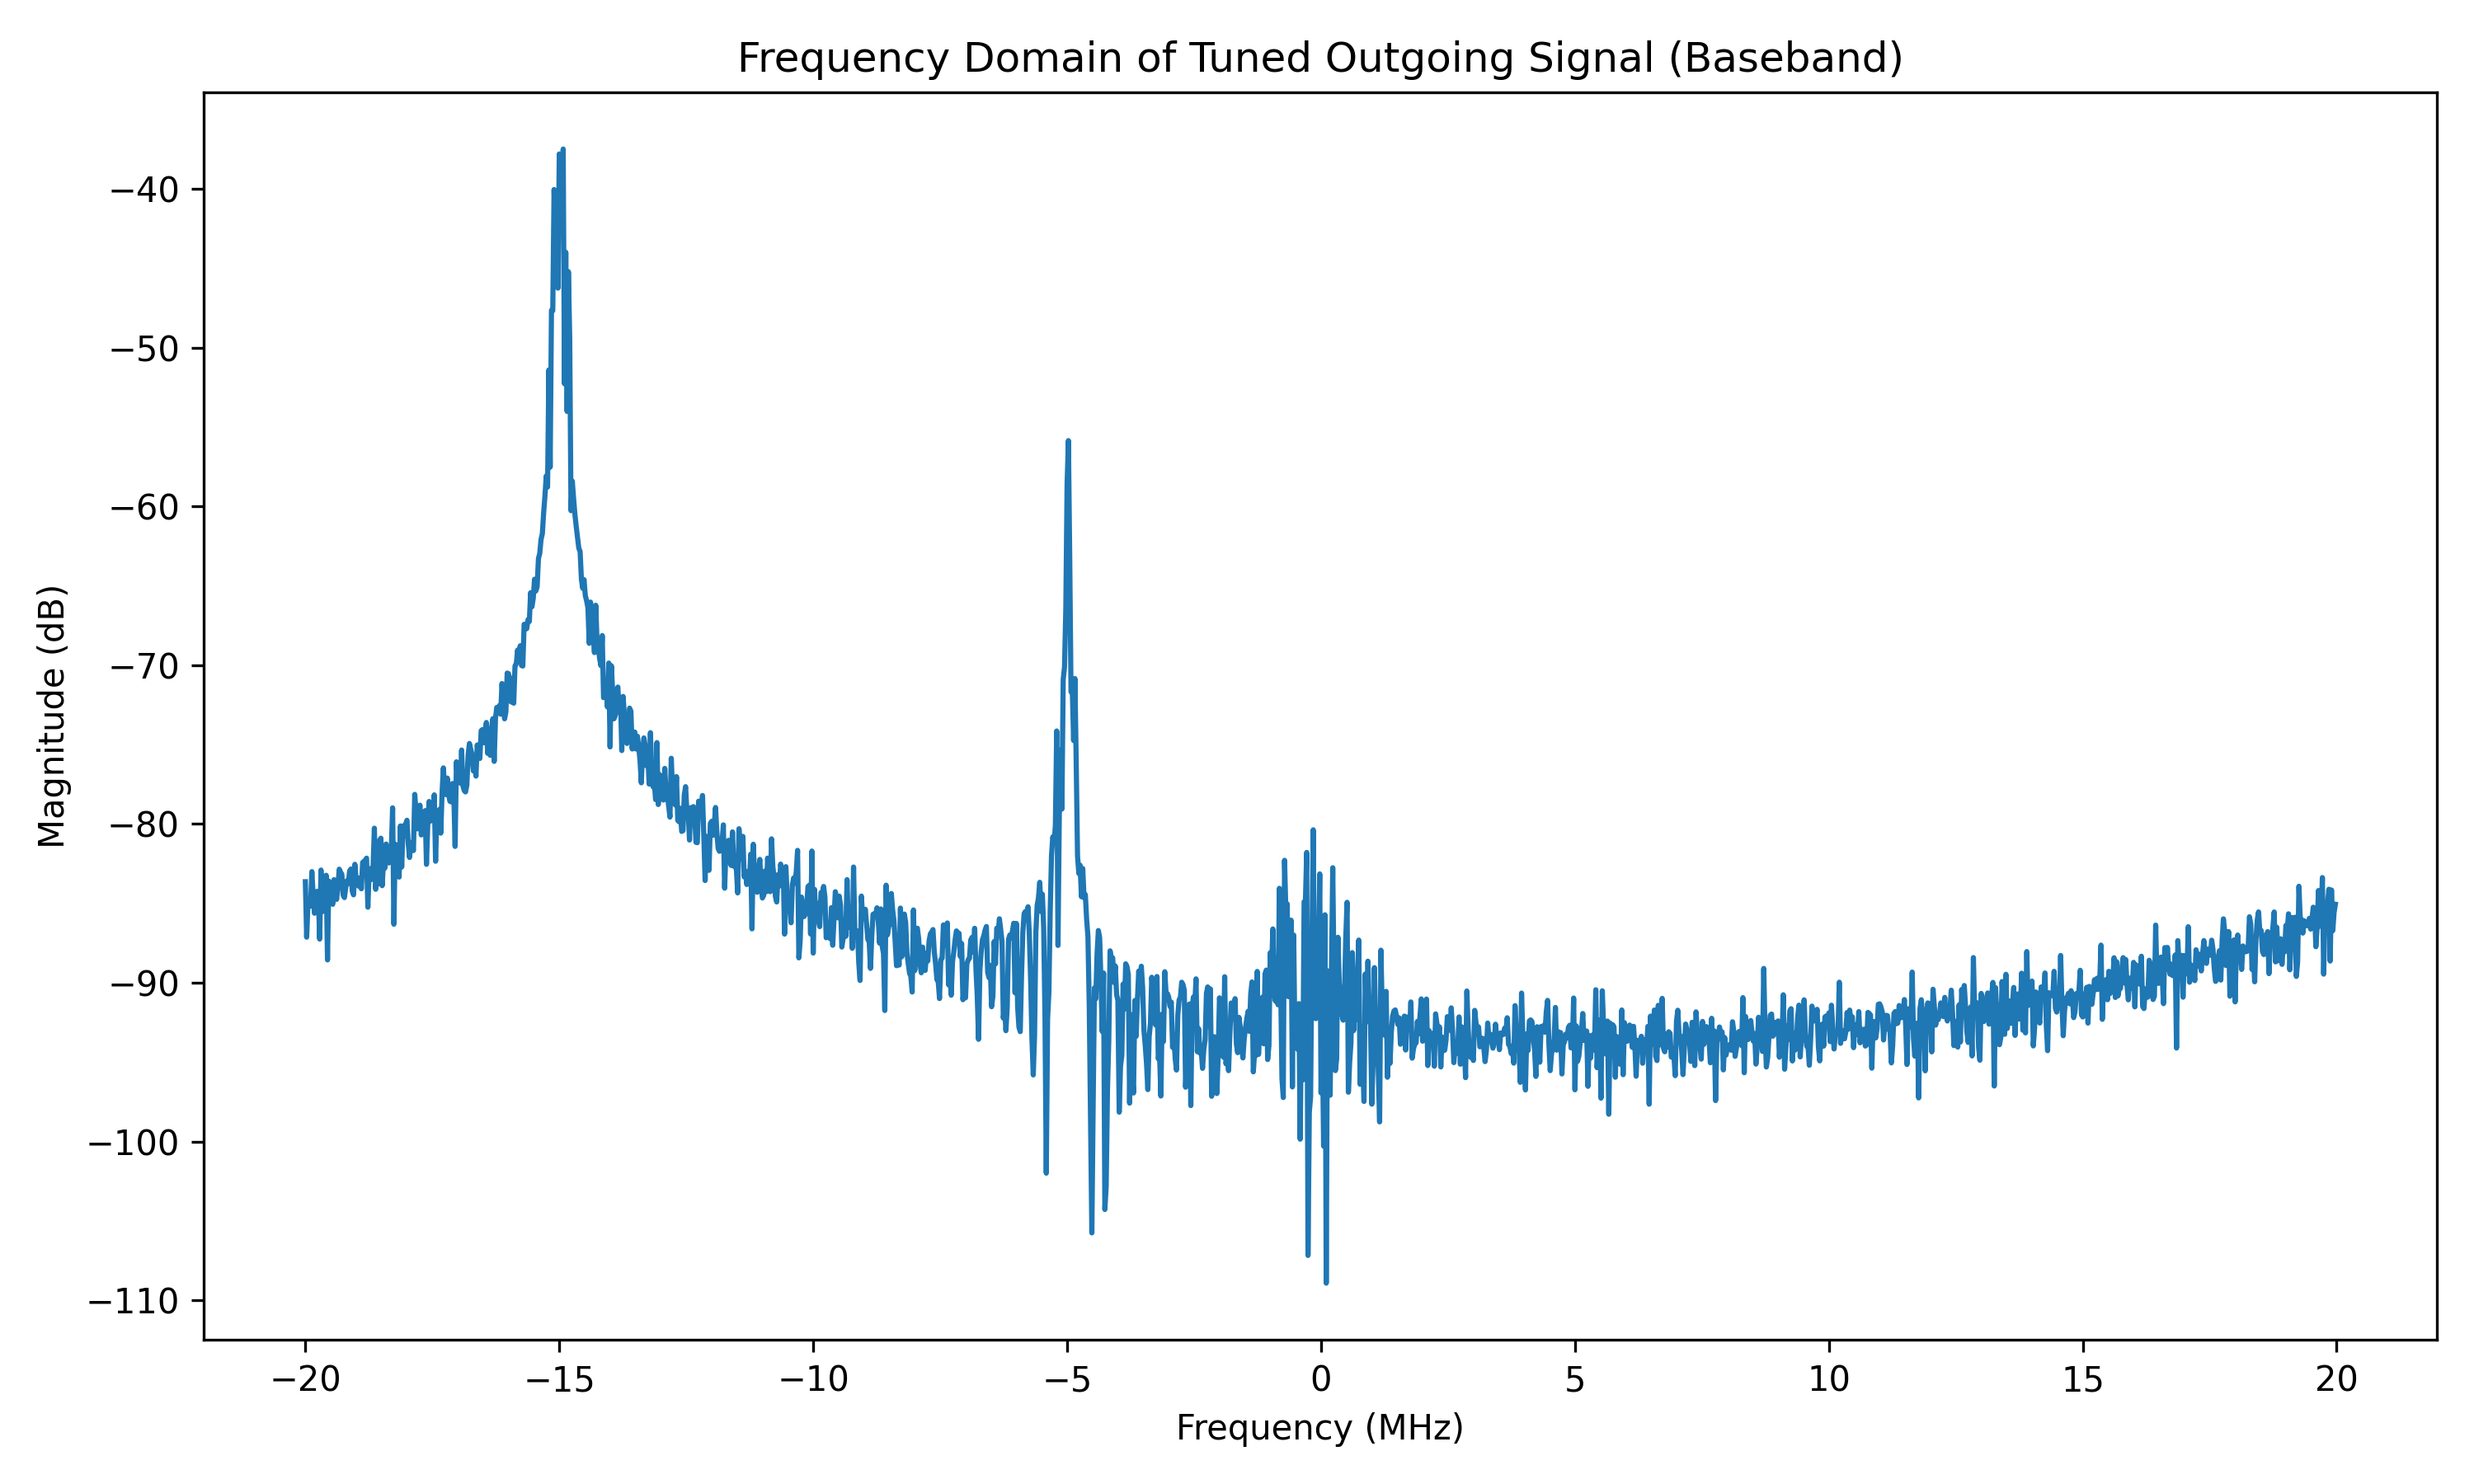 Frequency Domain of Tuned Outgoing Signal (Baseband)
Magnitude (dB)
−40
−50
−60
−70
−80
−90
−100
−110
−20 −15 −10 −5 0 5 10 15 20
Frequency (MHz)